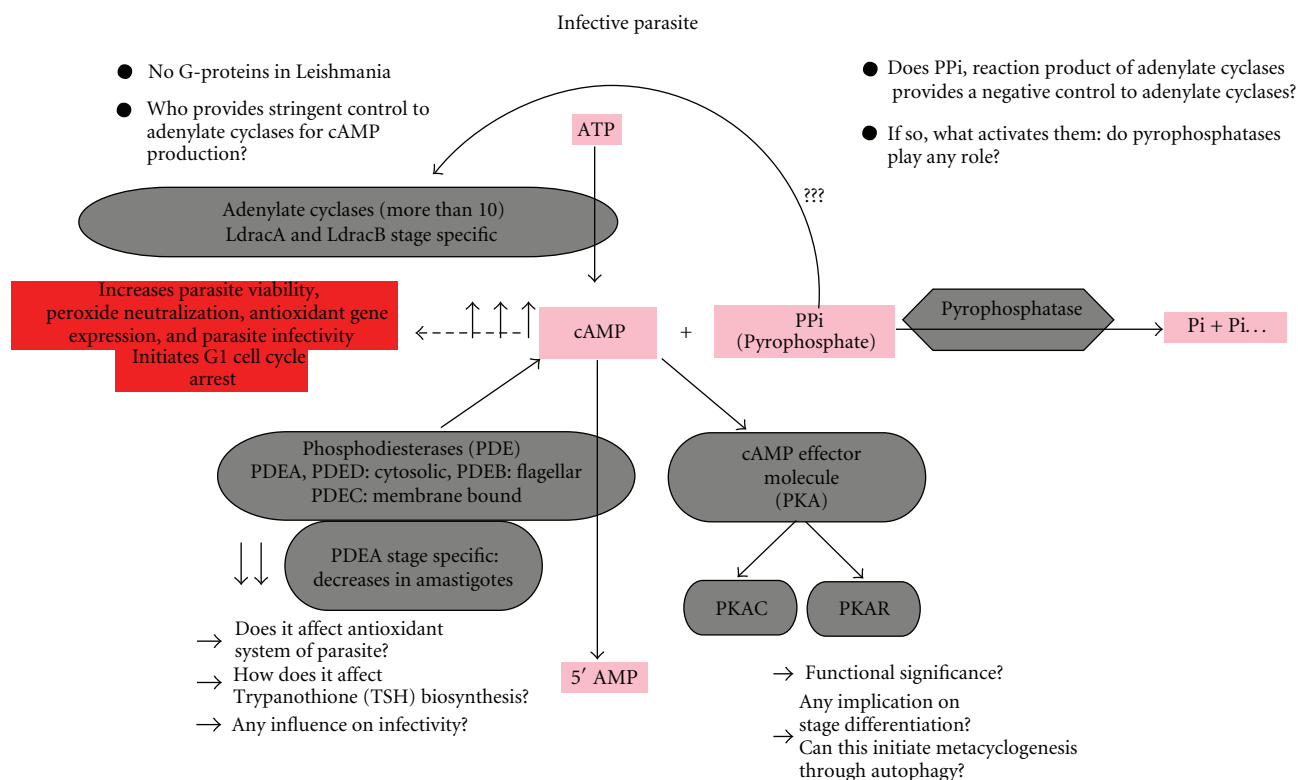 Infective parasite
● No G-proteins in Leishmania
● Who provides stringent control to
adenylate cyclases for cAMP
production?
● Does PPi, reaction product of adenylate cyclases
provides a negative control to adenylate cyclases?
● If so, what activates them: do pyrophosphatases
play any role?
ATP
???
Adenylate cyclases (more than 10)
LdracA and LdracB stage specific
Increases parasite viability,
peroxide neutralization, antioxidant gene
expression, and parasite infectivity
Initiates G1 cell cycle
arrest
cAMP
+
PPi
(Pyrophosphate)
Pyrophosphatase
Pi + Pi…
Phosphodiesterases (PDE)
PDEA, PDED: cytosolic, PDEB: flagellar
PDEC: membrane bound
cAMP effector
molecule
(PKA)
PDEA stage specific:
decreases in amastigotes
PKAC
PKAR
Does it affect antioxidant
system of parasite?
How does it affect
Trypanothione (TSH) biosynthesis?
Any influence on infectivity?
5′ AMP
Functional significance?
Any implication on
stage differentiation?
Can this initiate metacyclogenesis
through autophagy?